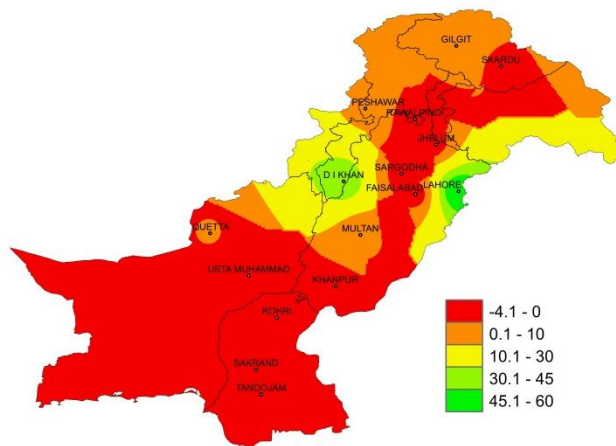 GILGIT
SKARDU
PESHAWAR
RAWALPINDI
JHELUM
SARGODHA
D I KHAN
FAISALABAD
LAHORE
QUETTA
MULTAN
USTA MUHAMMAD
KHANPUR
ROHRI
SAKRAND
TANDOJAM
-4.1 - 0
0.1 - 10
10.1 - 30
30.1 - 45
45.1 - 60